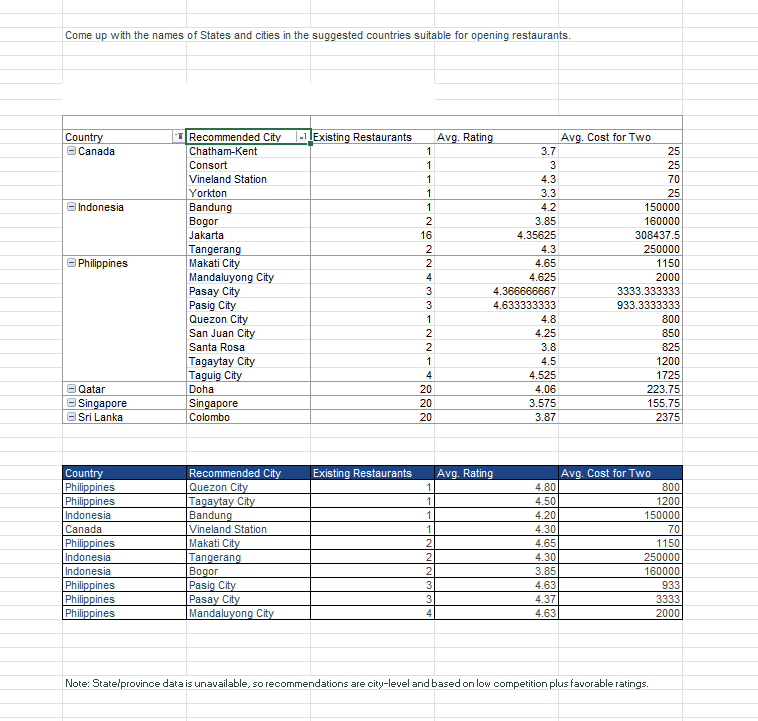 Come up with the names of States and cities in the suggested countries suitable for opening restaurants.
Country Recommended City Existing Restaurants Avg. Rating Avg. Cost for Two
Canada Chatham-Kent 1 3.7 25
Consort 1 3 25
Vineland Station 1 4.3 70
Yorkton 1 3.3 25
Indonesia Bandung 1 4.2 150000
Bogor 2 3.85 160000
Jakarta 16 4.35625 308437.5
Tangerang 2 4.3 250000
Philippines Makati City 2 4.65 1150
Mandaluyong City 4 4.625 2000
Pasay City 3 4.366666667 3333.333333
Pasig City 3 4.633333333 933.3333333
Quezon City 1 4.8 800
San Juan City 2 4.25 850
Santa Rosa 2 3.8 825
Tagaytay City 1 4.5 1200
Taguig City 4 4.525 1725
Qatar Doha 20 4.06 223.75
Singapore Singapore 20 3.575 155.75
Sri Lanka Colombo 20 3.87 2375
Country Recommended City Existing Restaurants Avg. Rating Avg. Cost for Two
Philippines Quezon City 1 4.80 800
Philippines Tagaytay City 1 4.50 1200
Indonesia Bandung 1 4.20 150000
Canada Vineland Station 1 4.30 70
Philippines Makati City 2 4.65 1150
Indonesia Tangerang 2 4.30 250000
Indonesia Bogor 2 3.85 160000
Philippines Pasig City 3 4.63 933
Philippines Pasay City 3 4.37 3333
Philippines Mandaluyong City 4 4.63 2000
Note: State/province data is unavailable, so recommendations are city-level and based on low competition plus favorable ratings.